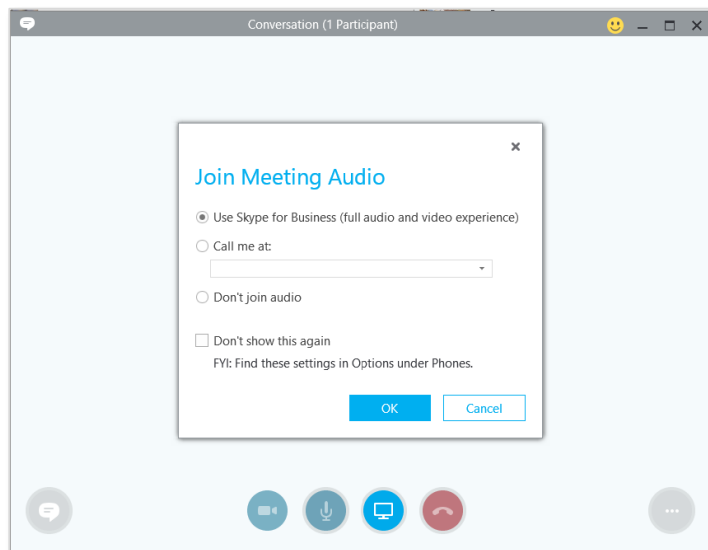 Conversation (1 Participant)
Join Meeting Audio
Use Skype for Business (full audio and video experience)
Call me at:
Don't join audio
Don't show this again
FYI: Find these settings in Options under Phones.
OK
Cancel